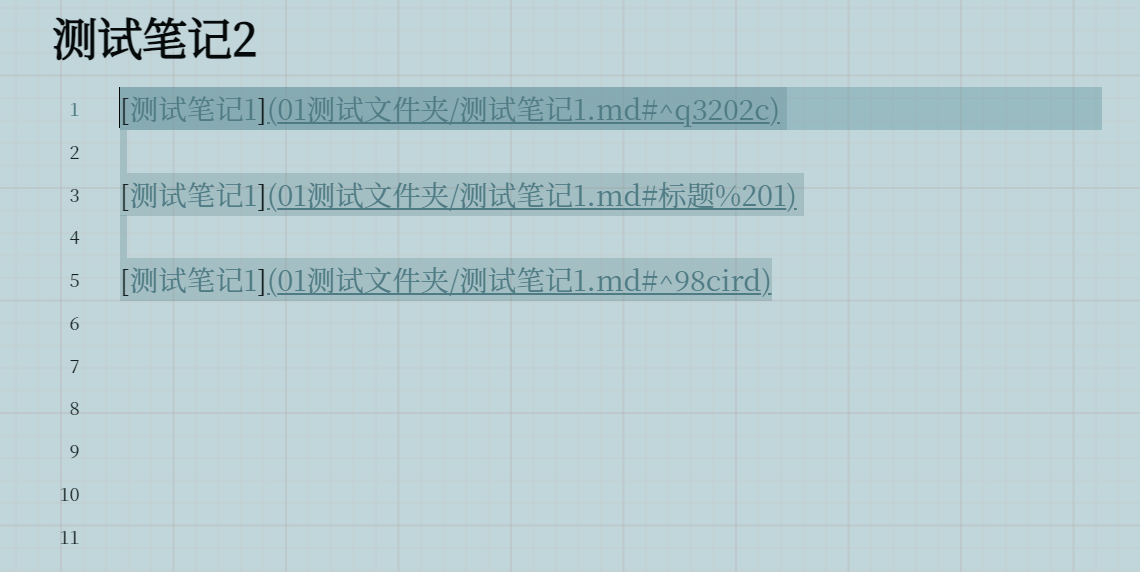 测试笔记2
1 [测试笔记1](01测试文件夹/测试笔记1.md#^q3202c)
2
3 [测试笔记1](01测试文件夹/测试笔记1.md#标题%201)
4
5 [测试笔记1](01测试文件夹/测试笔记1.md#^98cird)
6
7
8
9
10
11